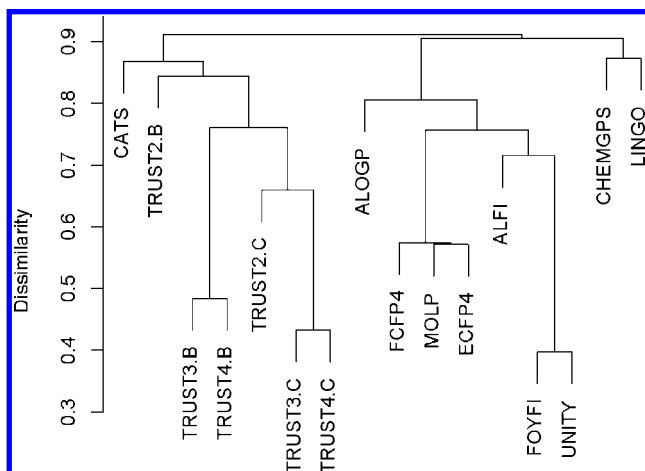 Dissimilarity
0.9
0.8
0.7
0.6
0.5
0.4
0.3
CATS
TRUST2.B
TRUST3.B
TRUST4.B
TRUST2.C
TRUST3.C
TRUST4.C
ALOGP
FCFP4
MOLP
ECFP4
ALFI
FOYFI
UNITY
CHEMGPS
LINGO